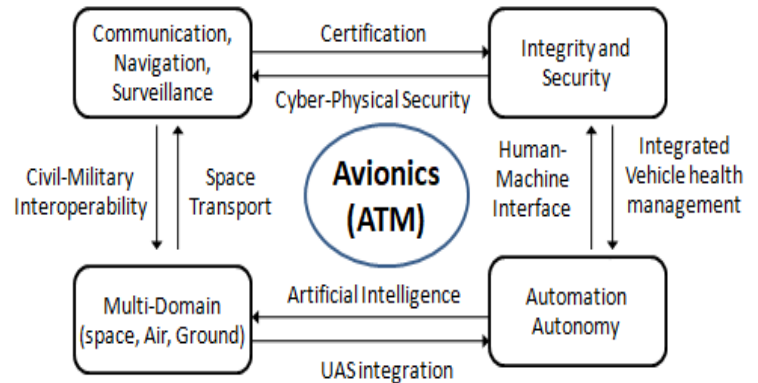 Communication,
Navigation,
Surveillance
Certification
Cyber-Physical Security
Integrity and
Security
Civil-Military
Interoperability
Space
Transport
Avionics
(ATM)
Human-
Machine
Interface
Integrated
Vehicle health
management
Multi-Domain
(space, Air, Ground)
Artificial Intelligence
UAS integration
Automation
Autonomy